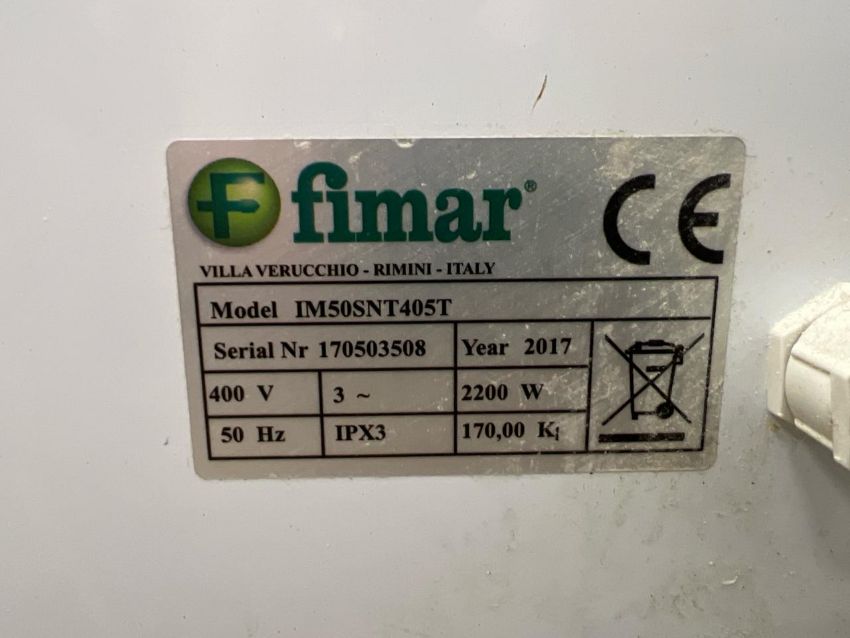 F fimar®
CE
VILLA VERUCCHIO - RIMINI - ITALY
Model IM50SNT405T
Serial Nr 170503508 Year 2017
400 V 3 ~ 2200 W
50 Hz IPX3 170,00